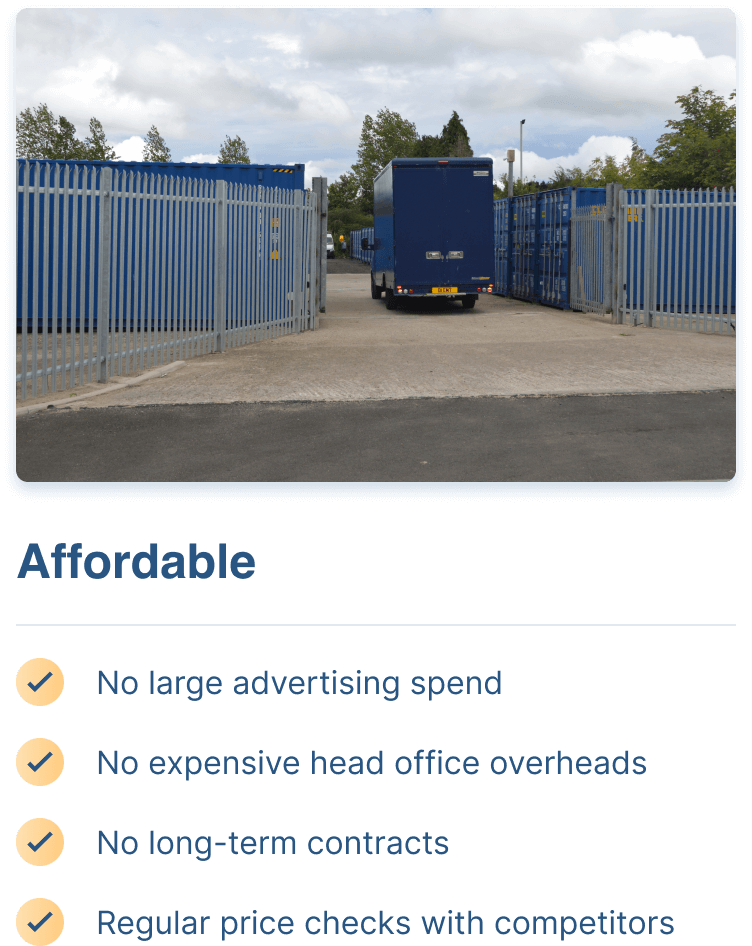 Affordable
No large advertising spend
No expensive head office overheads
No long-term contracts
Regular price checks with competitors